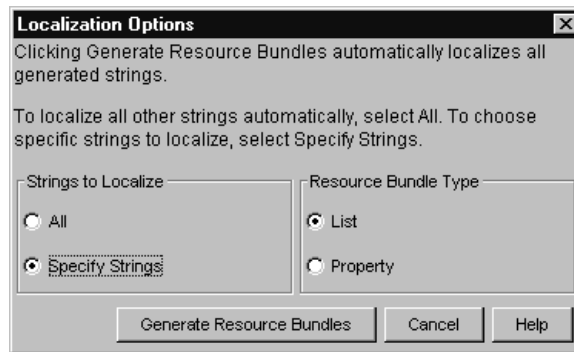 Localization Options
Clicking Generate Resource Bundles automatically localizes all
generated strings.
To localize all other strings automatically, select All. To choose
specific strings to localize, select Specify Strings.
Strings to Localize
All
Specify Strings
Resource Bundle Type
List
Property
Generate Resource Bundles
Cancel
Help